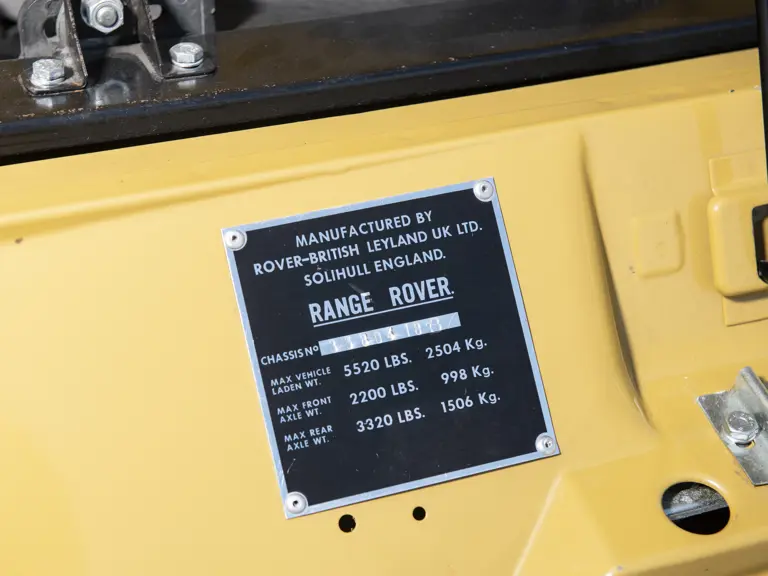 MANUFACTURED BY
ROVER-BRITISH LEYLAND UK LTD.
SOLIHULL ENGLAND.
RANGE ROVER.
CHASSIS Nº
MAX VEHICLE LADEN WT. 5520 LBS. 2504 Kg.
MAX FRONT AXLE WT. 2200 LBS. 998 Kg.
MAX REAR AXLE WT. 3320 LBS. 1506 Kg.